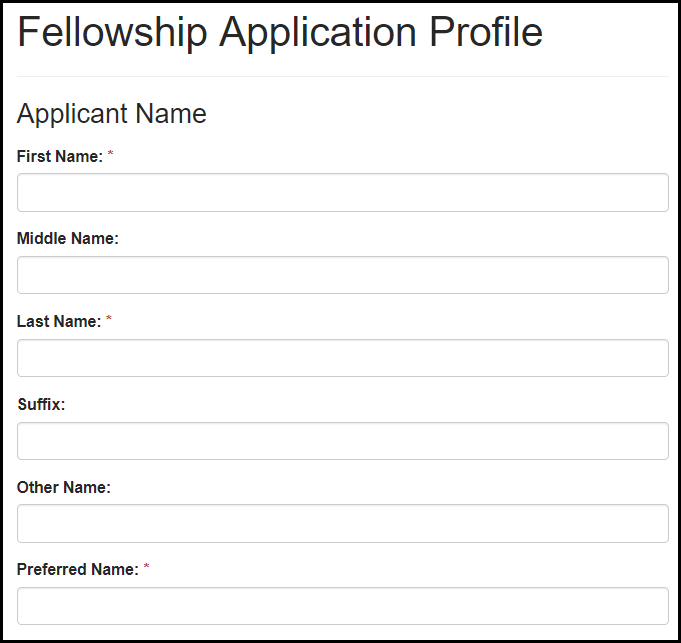 Fellowship Application Profile
Applicant Name
First Name: *
Middle Name:
Last Name: *
Suffix:
Other Name:
Preferred Name: *